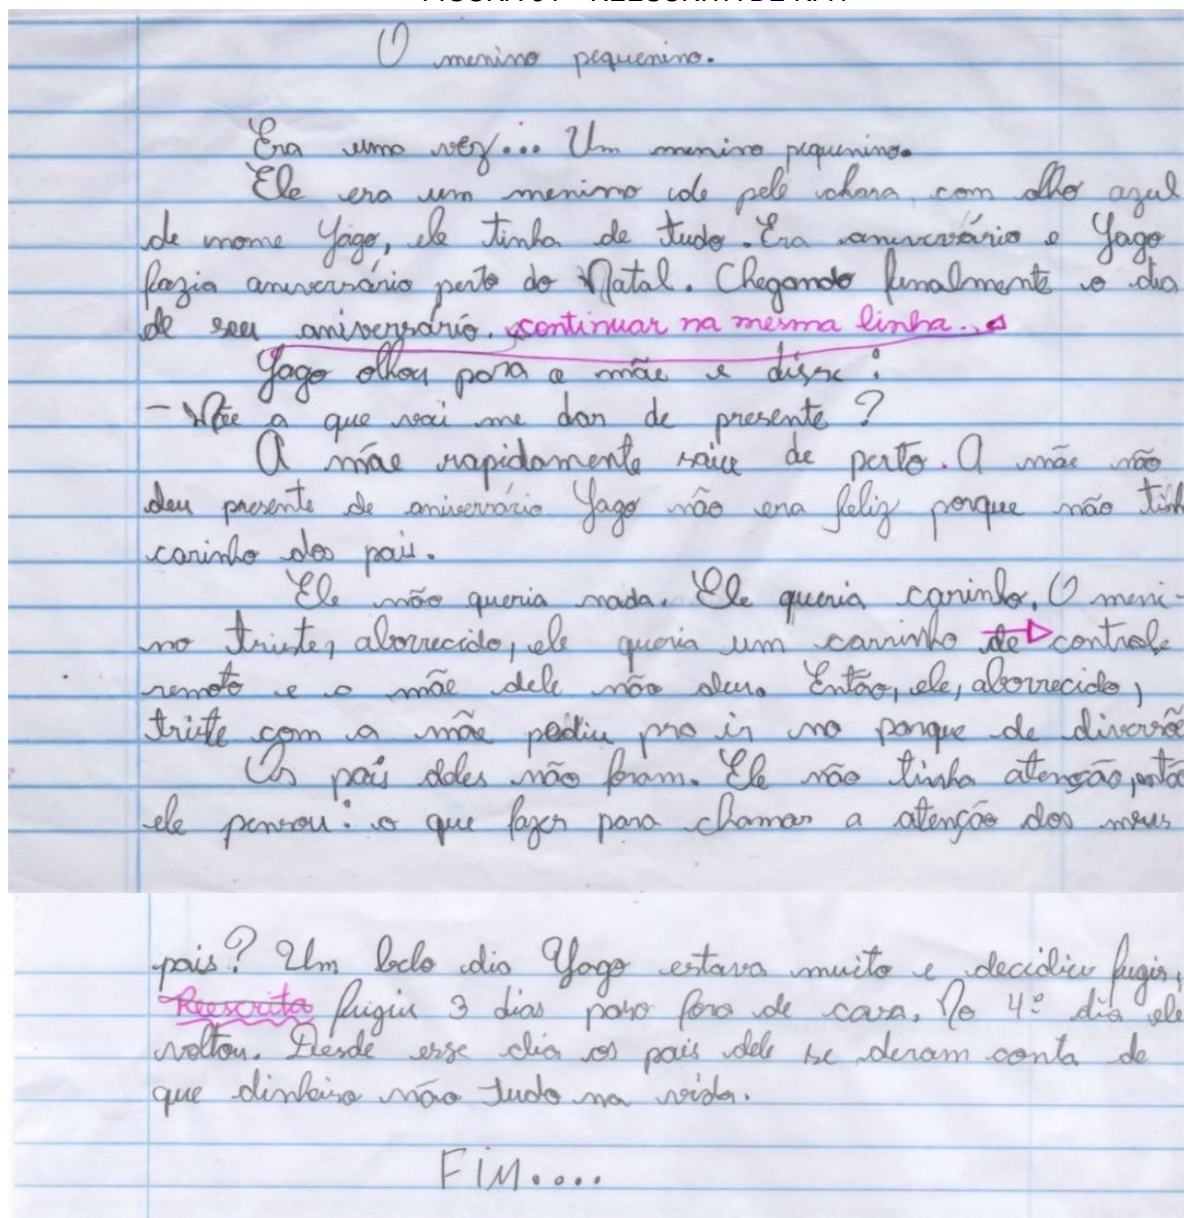 O menino pequenino.
Era uma vez... Um menino piquinino.
Ele era um menino de pele chara, com olho azul
de nome Yago, ele tinha de tudo. Era aniversário o Yago
fazia aniversário perto do Natal. Chegando finalmente o dia
de seu aniversário. continuar na mesma linha.
Yago olhou para a mãe e disse:
- Mãe a que vai me dar de presente?
A mãe rapidamente saiu de perto. A mãe não
deu presente de aniversário Yago não era feliz porque não tinh
carinho dos pais.
Ele não queria nada. Ele queria carinho. O meni-
no triste, aborrecido, ele queria um carrinho de controle
remoto e a mãe dele não deu. Então, ele, aborrecido,
triste com a mãe pediu pra ir no parque de diversõe
Os pais deles não foram. Ele não tinha atenção, então
ele pensou: o que fazer para chamar a atenção dos meus
pais? Um belo dia Yago estava muito e decidiu fugir,
Reescrita fugiu 3 dias para fora de casa. No 4º dia ele
voltou. Desde esse dia os pais dele se deram conta de
que dinheiro não tudo na vida.
FIM....